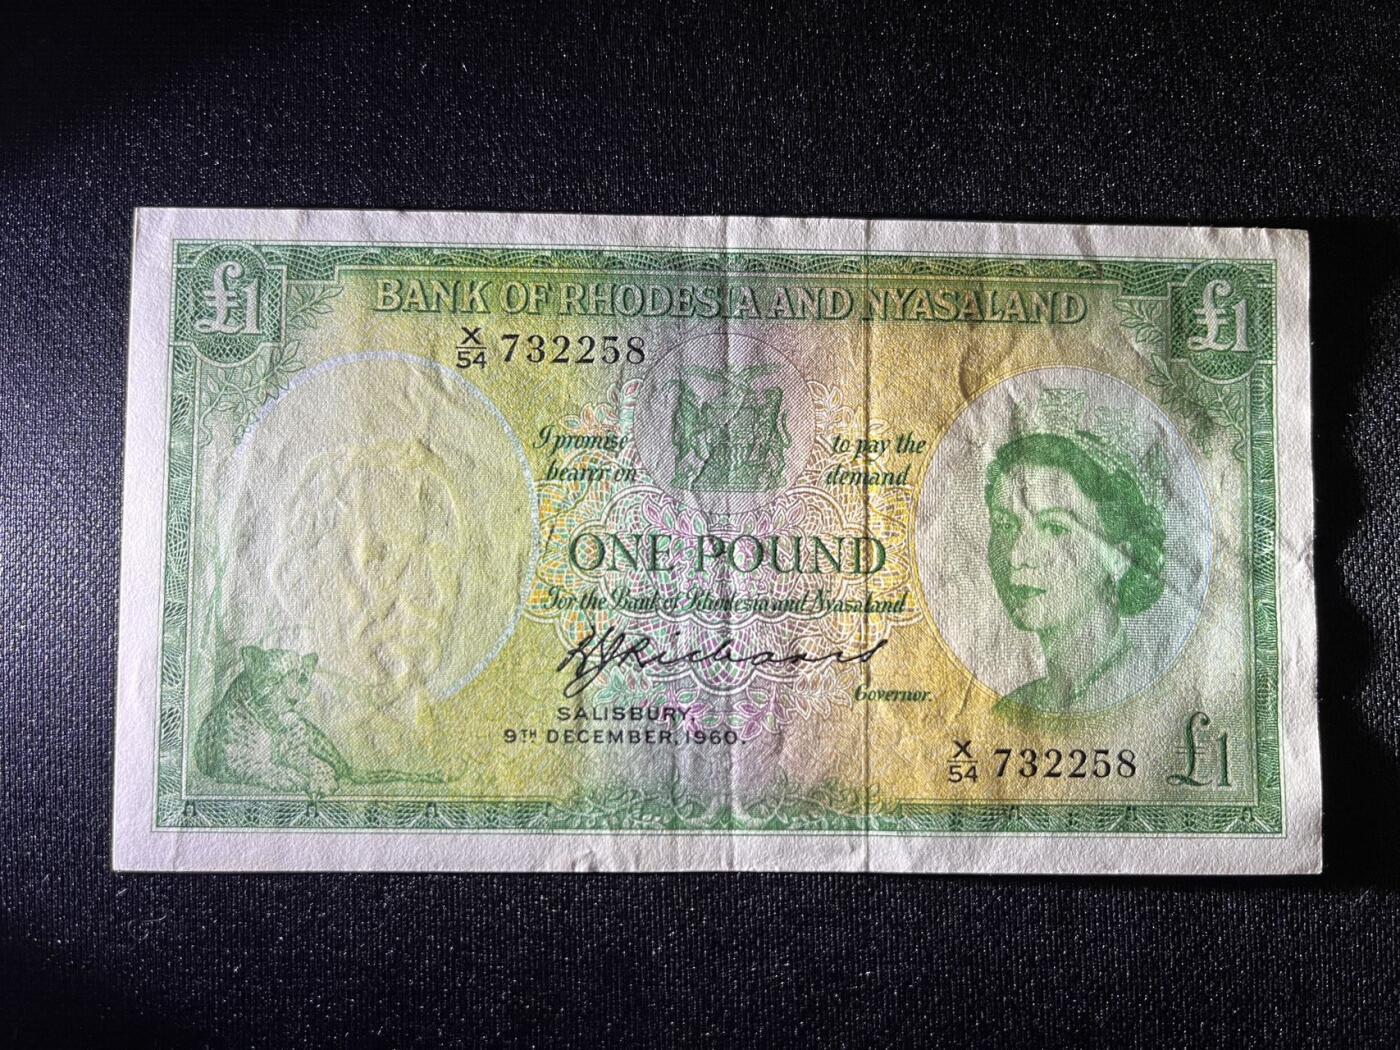 £1
BANK OF RHODESIA AND NYASALAND
£1
X/54 732258
I promise to pay the
bearer on demand
ONE POUND
For the Bank of Rhodesia and Nyasaland
Richards
Governor.
SALISBURY,
9TH DECEMBER, 1960.
X/54 732258
£1